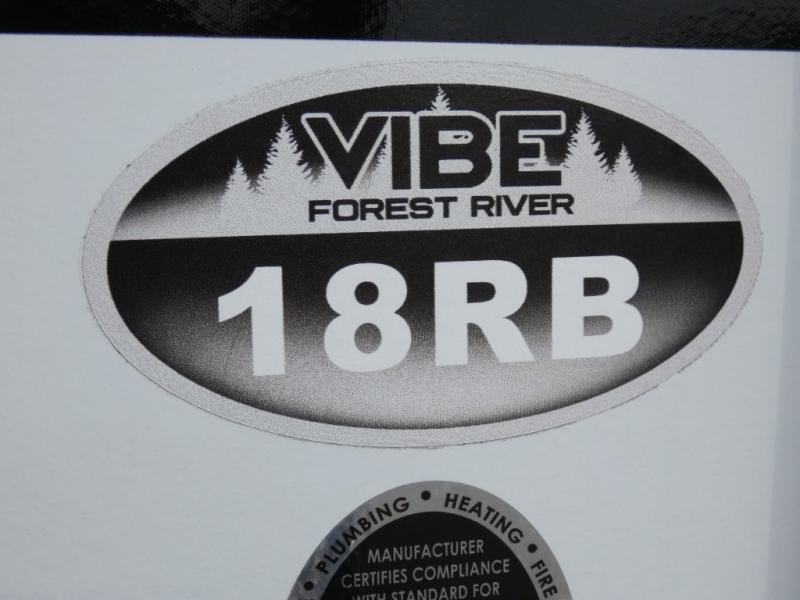 VIBE
FOREST RIVER
18RB
PLUMBING • HEATING • FIRE
MANUFACTURER
CERTIFIES COMPLIANCE
WITH STANDARD FOR